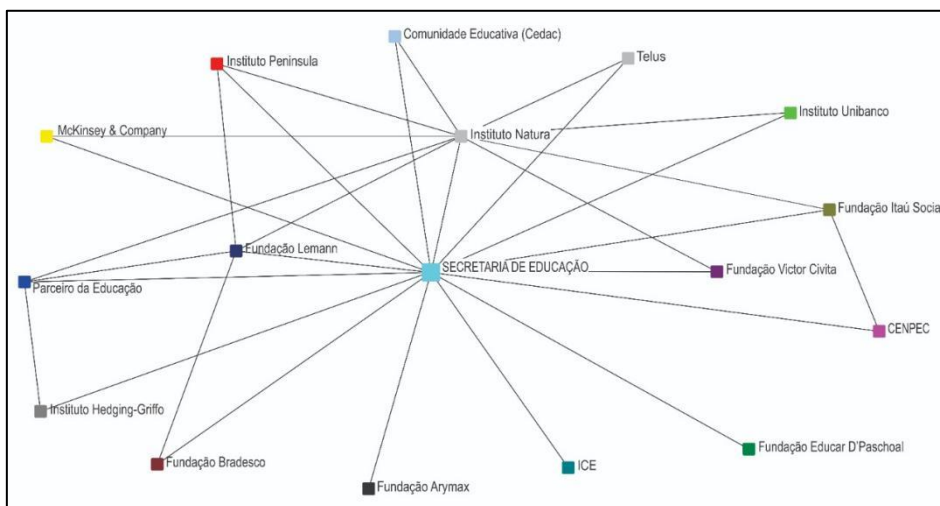 Comunidade Educativa (Cedac)
Telus
Instituto Peninsula
Instituto Unibanco
McKinsey & Company
Instituto Natura
Fundação Itaú Social
Fundação Lemann
SECRETARIA DE EDUCAÇÃO
Fundação Victor Civita
Parceiro da Educação
CENPEC
Instituto Hedging-Griffo
Fundação Educar D'Paschoal
Fundação Bradesco
ICE
Fundação Arymax